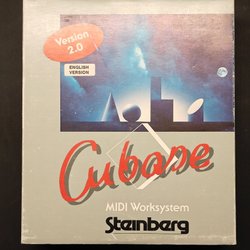 Version
2.0
ENGLISH
VERSION
Cubase
MIDI Worksystem
Steinberg